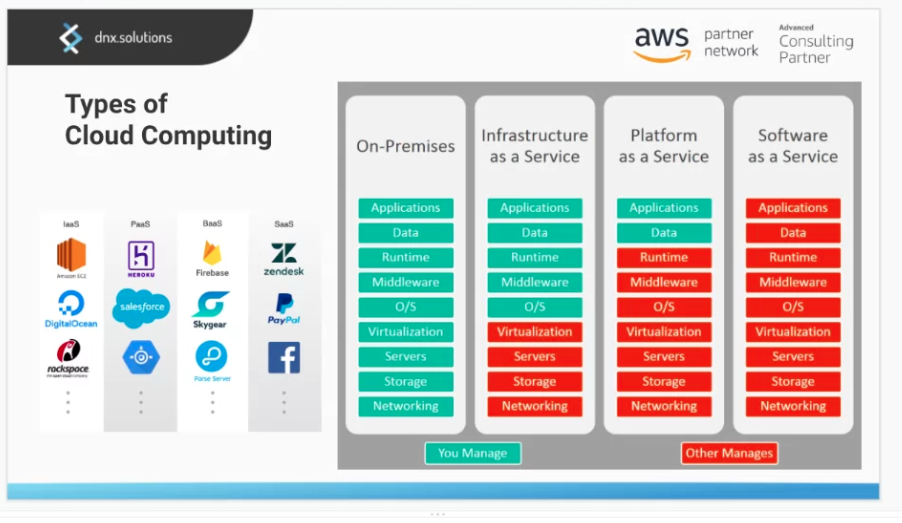 dnx.solutions
aws
partner
network
Advanced
Consulting
Partner
Types of
Cloud Computing
IaaS
PaaS
BaaS
SaaS
Amazon EC2
HEROKU
Firebase
zendesk
DigitalOcean
salesforce
Skygear
PayPal
rackspace
Parse Server
On-Premises
Applications
Data
Runtime
Middleware
O/S
Virtualization
Servers
Storage
Networking
Infrastructure
as a Service
Applications
Data
Runtime
Middleware
O/S
Virtualization
Servers
Storage
Networking
Platform
as a Service
Applications
Data
Runtime
Middleware
O/S
Virtualization
Servers
Storage
Networking
Software
as a Service
Applications
Data
Runtime
Middleware
O/S
Virtualization
Servers
Storage
Networking
You Manage
Other Manages